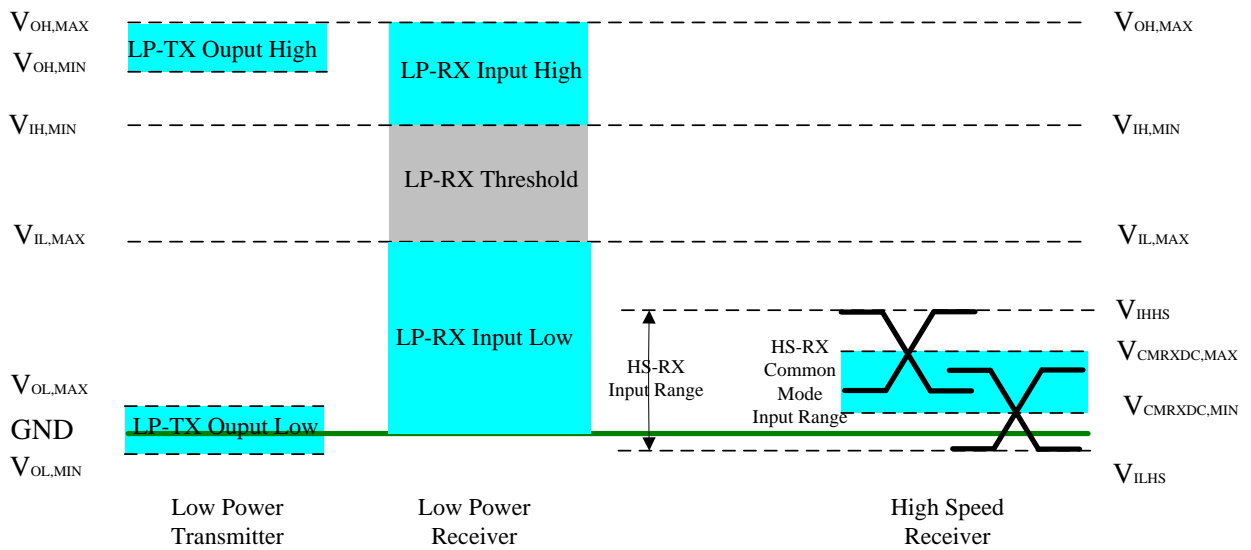 VOH,MAX
LP-TX Ouput High
VOH,MIN
LP-RX Input High
VOH,MAX
VIH,MIN
VIH,MIN
LP-RX Threshold
VIL,MAX
VIL,MAX
LP-RX Input Low
HS-RX
Input Range
HS-RX
Common
Mode
Input Range
VIHHS
VCMRXDC,MAX
VCMRXDC,MIN
VOL,MAX
LP-TX Ouput Low
GND
VOL,MIN
VILHS
Low Power
Transmitter
Low Power
Receiver
High Speed
Receiver